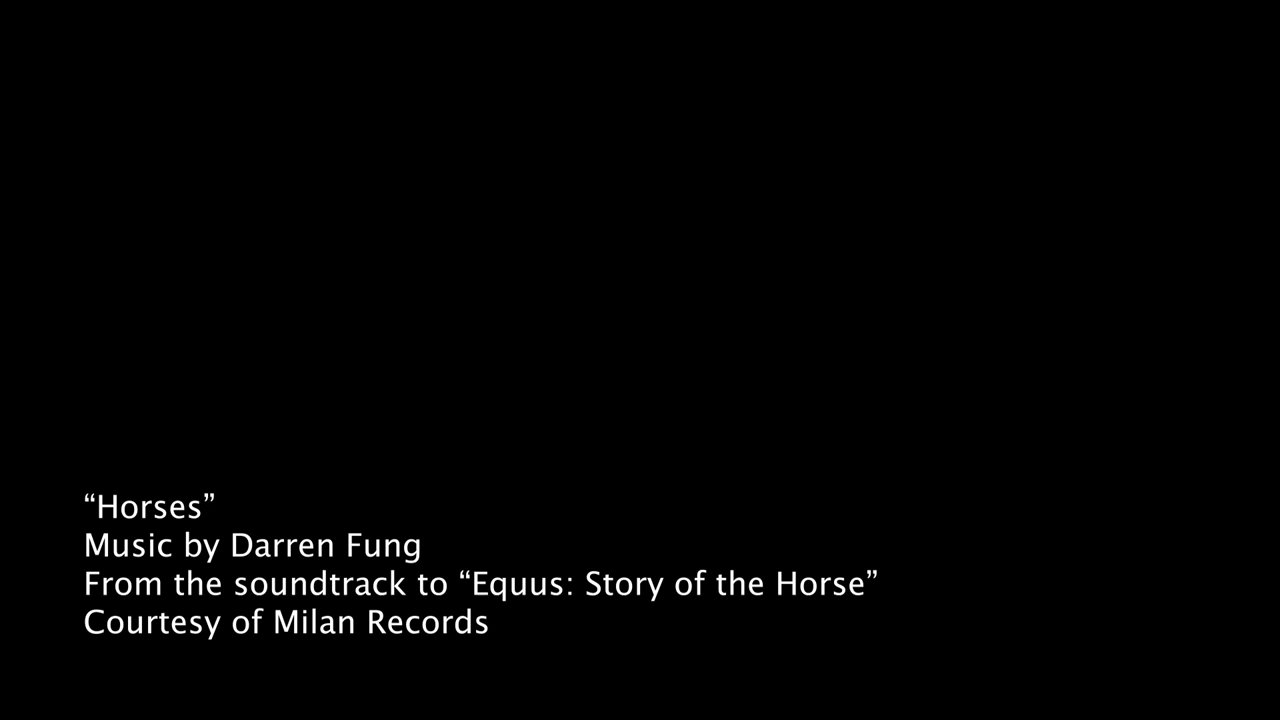 “Horses”
Music by Darren Fung
From the soundtrack to “Equus: Story of the Horse”
Courtesy of Milan Records